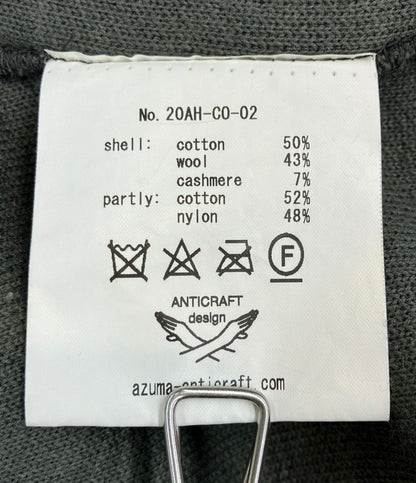 No. 20AH-CO-02
shell: cotton 50%
wool 43%
cashmere 7%
partly: cotton 52%
nylon 48%
F
ANTICRAFT
design
azuma-anticraft.com